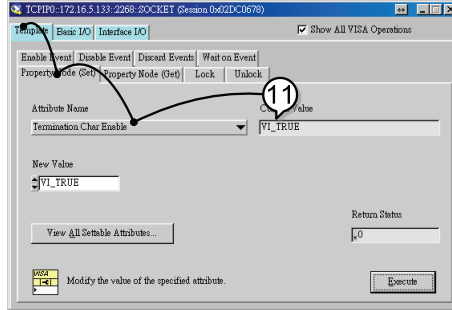 TCPIP0::172.16.5.133::2268::SOCKET (Session 0x02DC0678)
Template Basic I/O Interface I/O Show All VISA Operations
Enable Event Disable Event Discard Events Wait on Event
Property Node (Set) Property Node (Get) Lock Unlock
11
Attribute Name Value
Termination Char Enable VI_TRUE
New Value
VI_TRUE
Return Status
View All Settable Attributes... 0
VISA Modify the value of the specified attribute. Execute